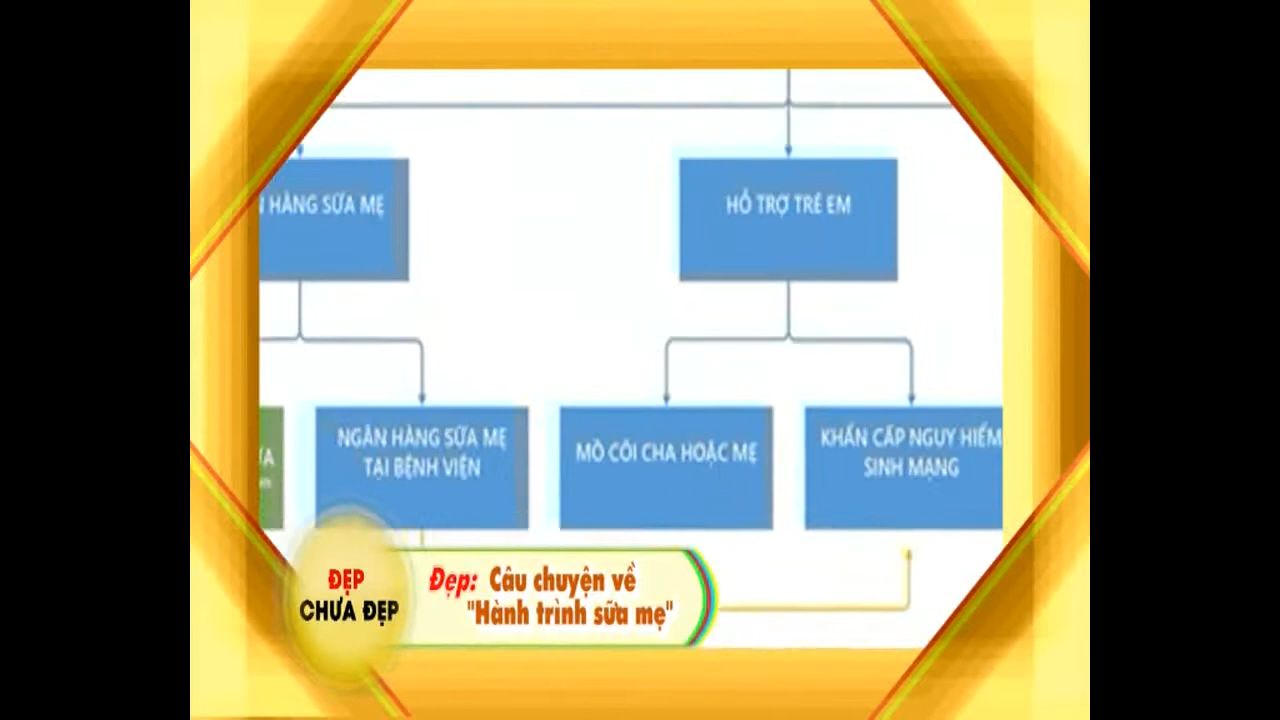 HÀNG SỮA MẸ
HỖ TRỢ TRẺ EM
NGÂN HÀNG SỮA MẸ
TẠI BỆNH VIỆN
MỒ CÔI CHA HOẶC MẸ
KHẨN CẤP NGUY HIỂM
SINH MẠNG
ĐẸP
CHƯA ĐẸP
Đẹp: Câu chuyện về
"Hành trình sữa mẹ"